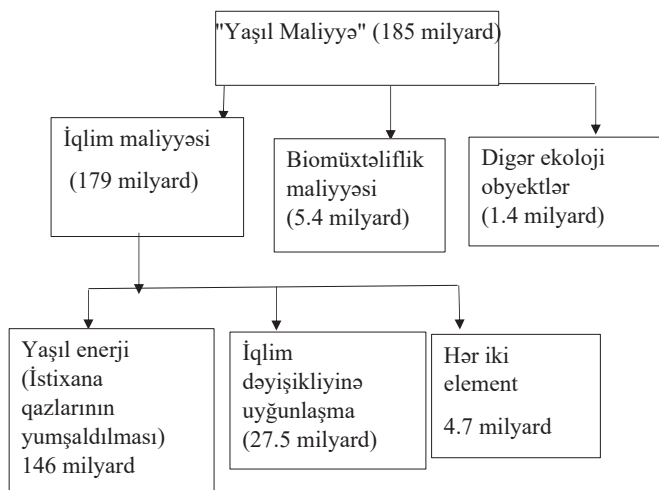 "Yaşıl Maliyyə" (185 milyard)
İqlim maliyyəsi
(179 milyard)
Biomüxtəliflik
maliyyəsi
(5.4 milyard)
Digər ekoloji
obyektlər
(1.4 milyard)
Yaşıl enerji
(İstixana
qazlarının
yumşaldılması)
146 milyard
İqlim
dəyişikliyinə
uyğunlaşma
(27.5 milyard)
Hər iki
element
4.7 milyard